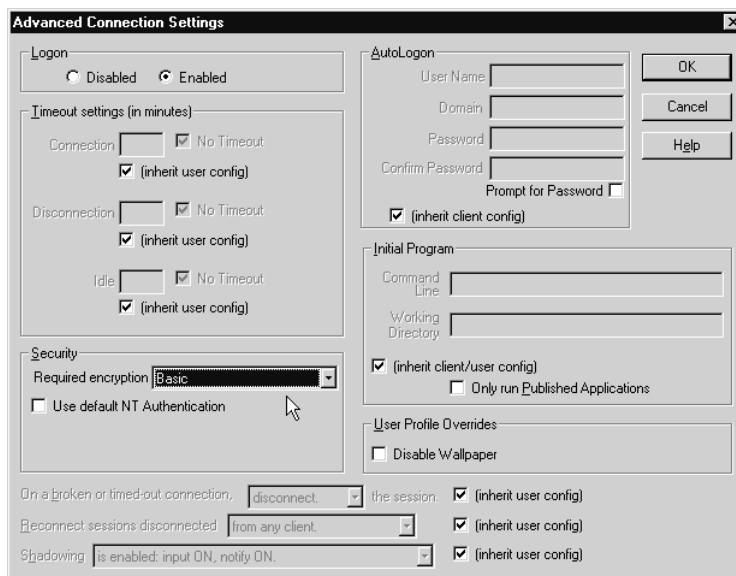 Advanced Connection Settings
Logon
Disabled
Enabled
Timeout settings (in minutes)
Connection
No Timeout
(inherit user config)
Disconnection
No Timeout
(inherit user config)
Idle
No Timeout
(inherit user config)
Security
Required encryption
Basic
Use default NT Authentication
AutoLogon
User Name
Domain
Password
Confirm Password
Prompt for Password
(inherit client config)
Initial Program
Command
Line
Working
Directory
(inherit client/user config)
Only run Published Applications
User Profile Overrides
Disable Wallpaper
OK
Cancel
Help
On a broken or timed-out connection, disconnect. the session. (inherit user config)
Reconnect sessions disconnected from any client. (inherit user config)
Shadowing is enabled: input ON, notify ON. (inherit user config)